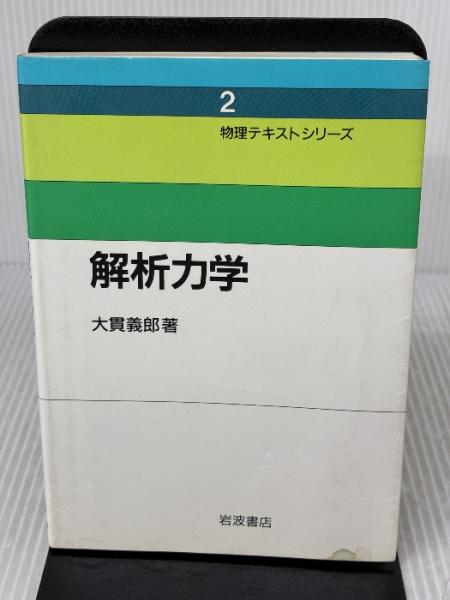 2
物理テキストシリーズ
解析力学
大貫義郎著
岩波書店